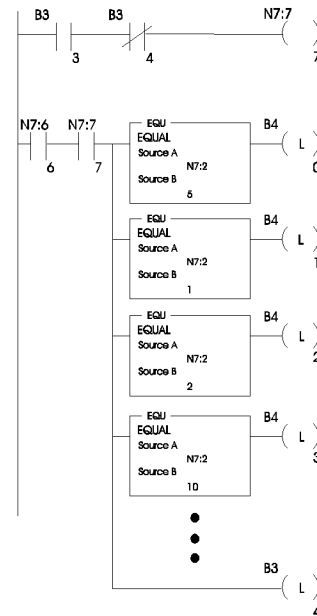 B3 B3 N7:7
3 4 7
N7:6 N7:7 EQU B4
EQUAL L
Source A
6 7 N7:2 0
Source B
5
EQU B4
EQUAL L
Source A
N7:2 1
Source B
1
EQU B4
EQUAL L
Source A
N7:2 2
Source B
2
EQU B4
EQUAL L
Source A
N7:2 3
Source B
10
B3
L
4